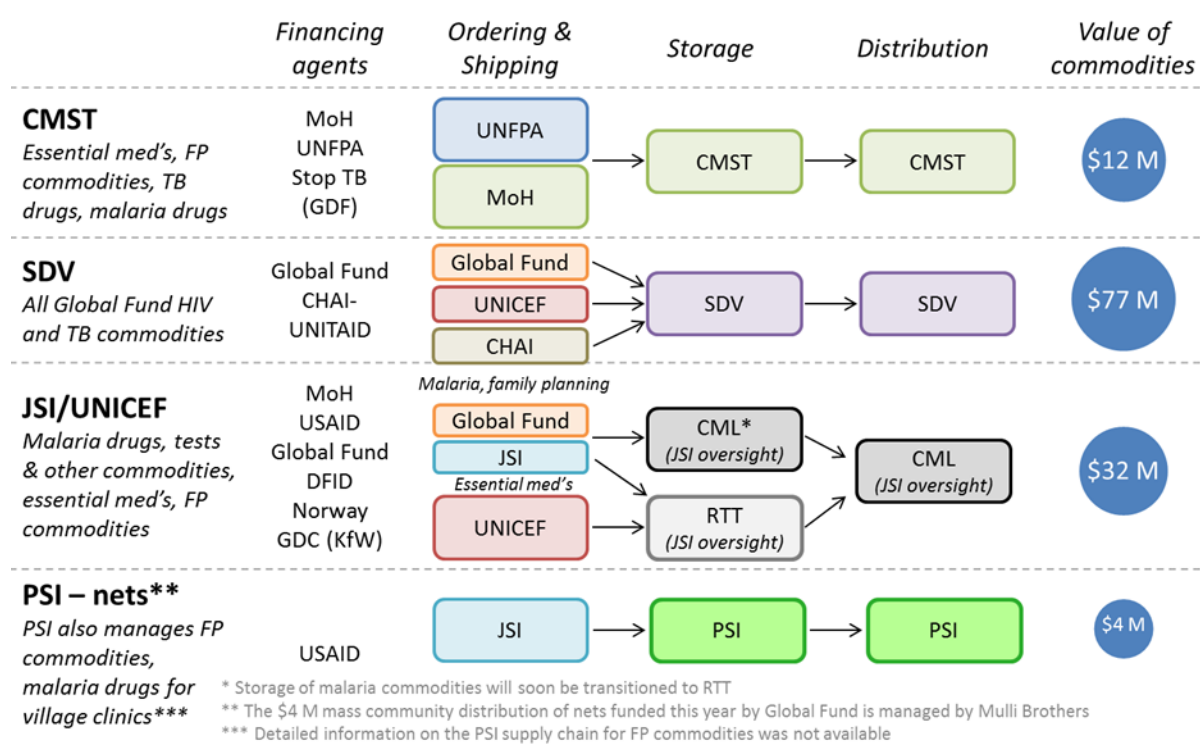 Financing
agents
Ordering &
Shipping
Storage
Distribution
Value of
commodities
CMST
Essential med's, FP
commodities, TB
drugs, malaria drugs
MoH
UNFPA
Stop TB
(GDF)
UNFPA
MoH
CMST
CMST
$12 M
SDV
All Global Fund HIV
and TB commodities
Global Fund
CHAI-
UNITAID
Global Fund
UNICEF
CHAI
SDV
SDV
$77 M
JSI/UNICEF
Malaria drugs, tests
& other commodities,
essential med's, FP
commodities
MoH
USAID
Global Fund
DFID
Norway
GDC (KfW)
Malaria, family planning
Global Fund
JSI
Essential med's
UNICEF
CML*
(JSI oversight)
RTT
(JSI oversight)
CML
(JSI oversight)
$32 M
PSI – nets**
PSI also manages FP
commodities,
malaria drugs for
village clinics***
USAID
JSI
PSI
PSI
$4 M
* Storage of malaria commodities will soon be transitioned to RTT
** The $4 M mass community distribution of nets funded this year by Global Fund is managed by Mulli Brothers
*** Detailed information on the PSI supply chain for FP commodities was not available